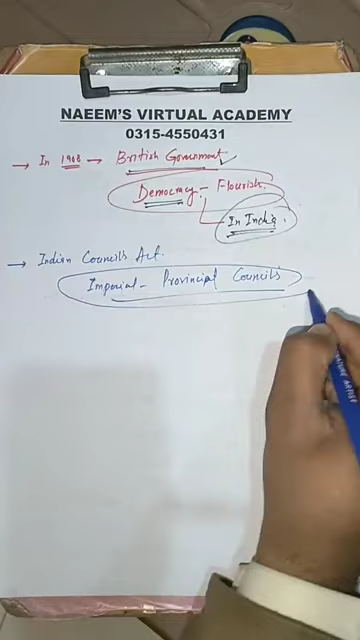 NAEEM'S VIRTUAL ACADEMY
0315-4550431
→ In 1908 → British Government
Democracy - Flourish.
In India.
→ Indian Councils Act.
Imperial - Provincial Councils